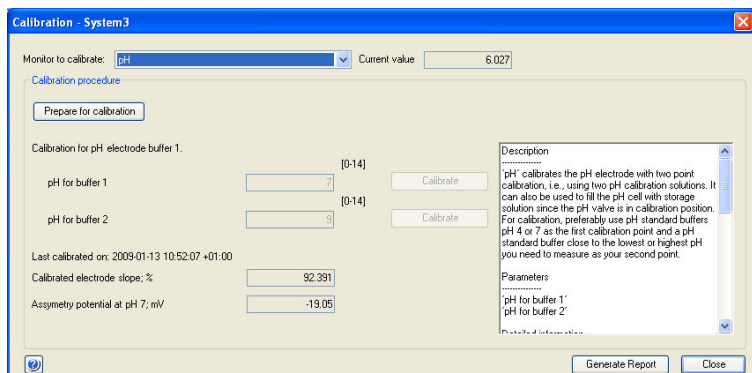 Calibration - System3
Monitor to calibrate: pH Current value 6.027
Calibration procedure
Prepare for calibration
Calibration for pH electrode buffer 1.
[0-14]
pH for buffer 1 7 Calibrate
[0-14]
pH for buffer 2 9 Calibrate
Last calibrated on: 2009-01-13 10:52:07 +01:00
Calibrated electrode slope; % 92.391
Assymetry potential at pH 7; mV -19.05
Description
---------------
'pH' calibrates the pH electrode with two point
calibration, i.e., using two pH calibration solutions. It
can also be used to fill the pH cell with storage
solution since the pH valve is in calibration position.
For calibration, preferably use pH standard buffers
pH 4 or 7 as the first calibration point and a pH
standard buffer close to the lowest or highest pH
you need to measure as your second point.
Parameters
---------------
'pH for buffer 1'
'pH for buffer 2'
Detailed information
Generate Report Close